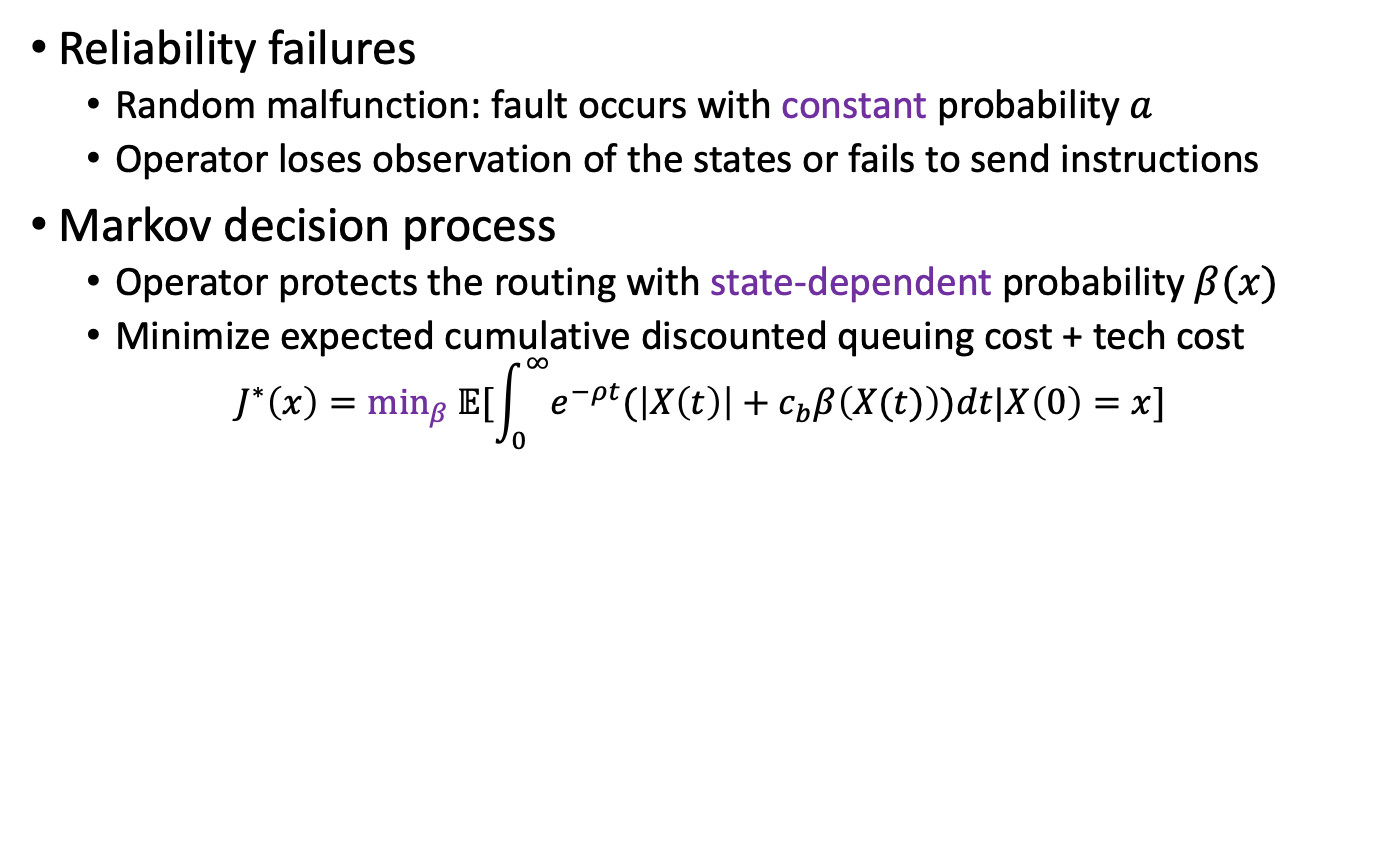 • Reliability failures
• Random malfunction: fault occurs with constant probability 𝑎
• Operator loses observation of the states or fails to send instructions
• Markov decision process
• Operator protects the routing with state-dependent probability 𝛽(𝑥)
• Minimize expected cumulative discounted queuing cost + tech cost
𝐽*(𝑥) = min_𝛽 𝔼[∫_0^∞ 𝑒^{−𝜌𝑡}(|𝑋(𝑡)| + 𝑐_𝑏𝛽(𝑋(𝑡)))𝑑𝑡|𝑋(0) = 𝑥]